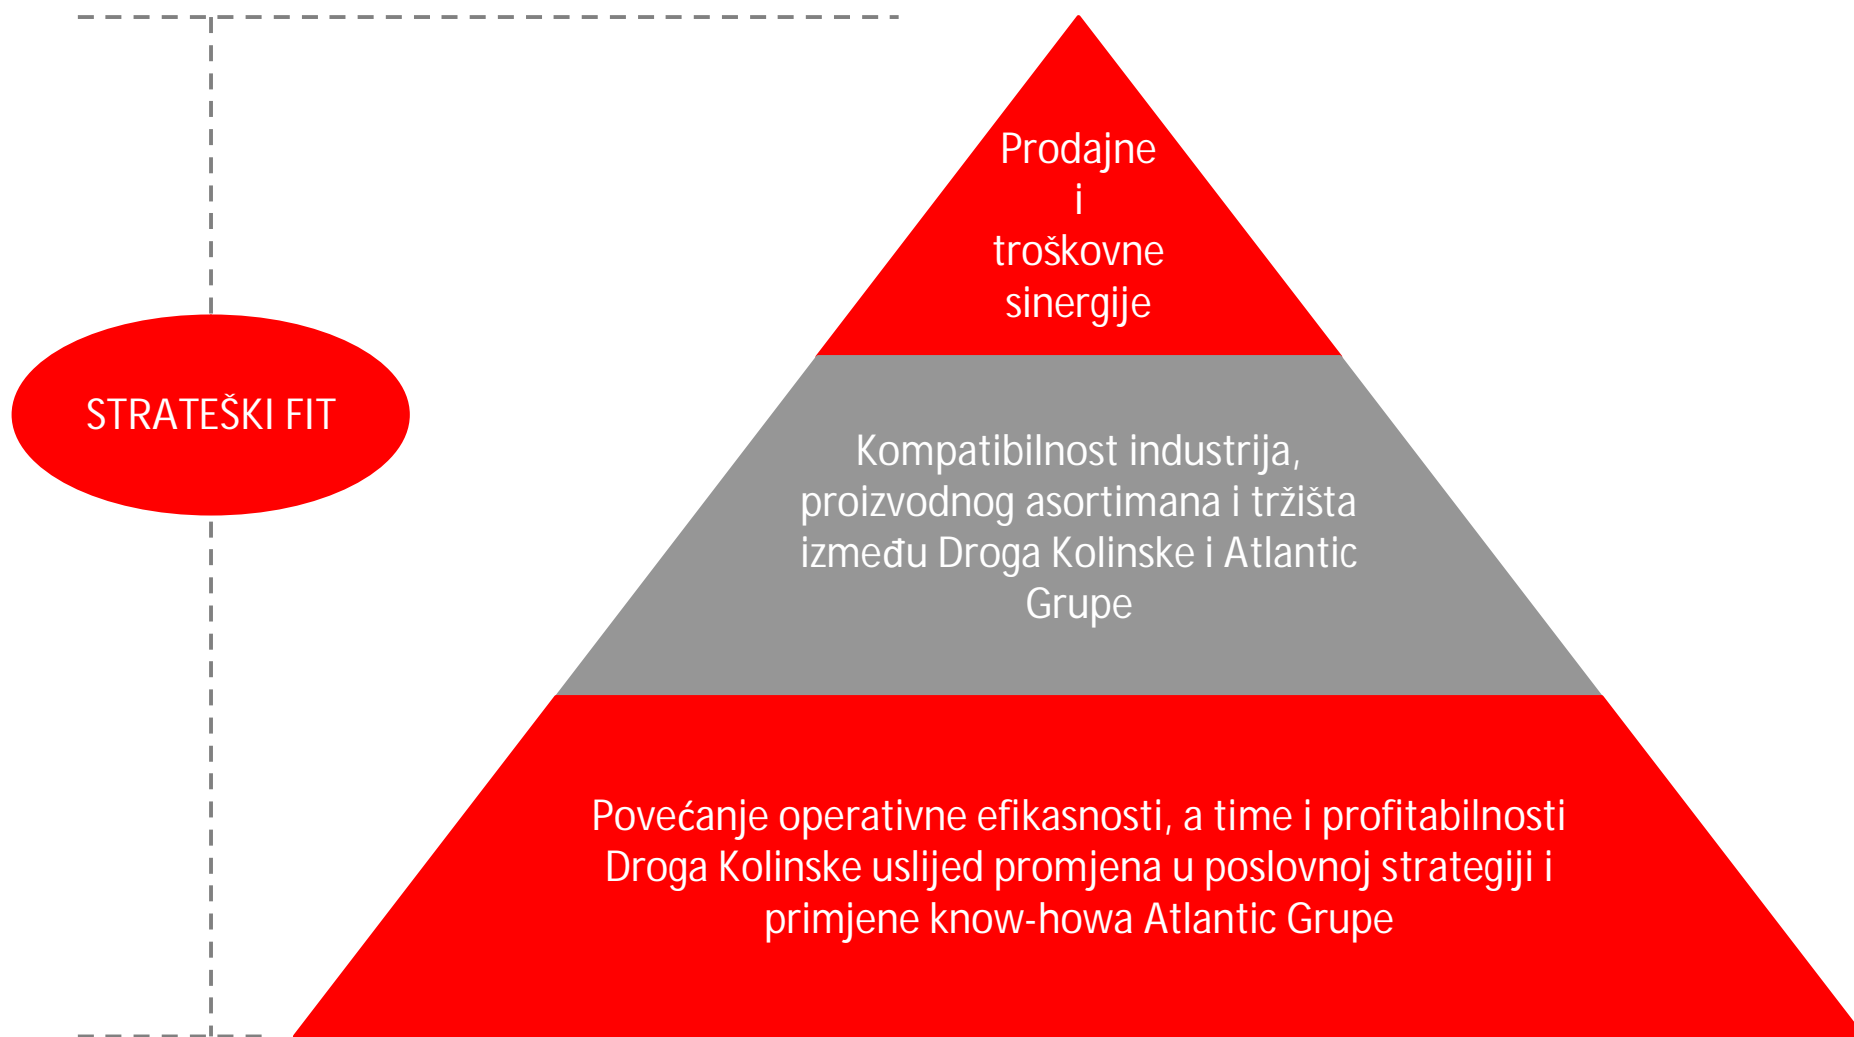 Prodajne
i
troškovne
sinergije
STRATEŠKI FIT
Kompatibilnost industrija,
proizvodnog asortimana i tržišta
između Droga Kolinske i Atlantic
Grupe
Povećanje operativne efikasnosti, a time i profitabilnosti
Droga Kolinske uslijed promjena u poslovnoj strategiji i
primjene know-howa Atlantic Grupe